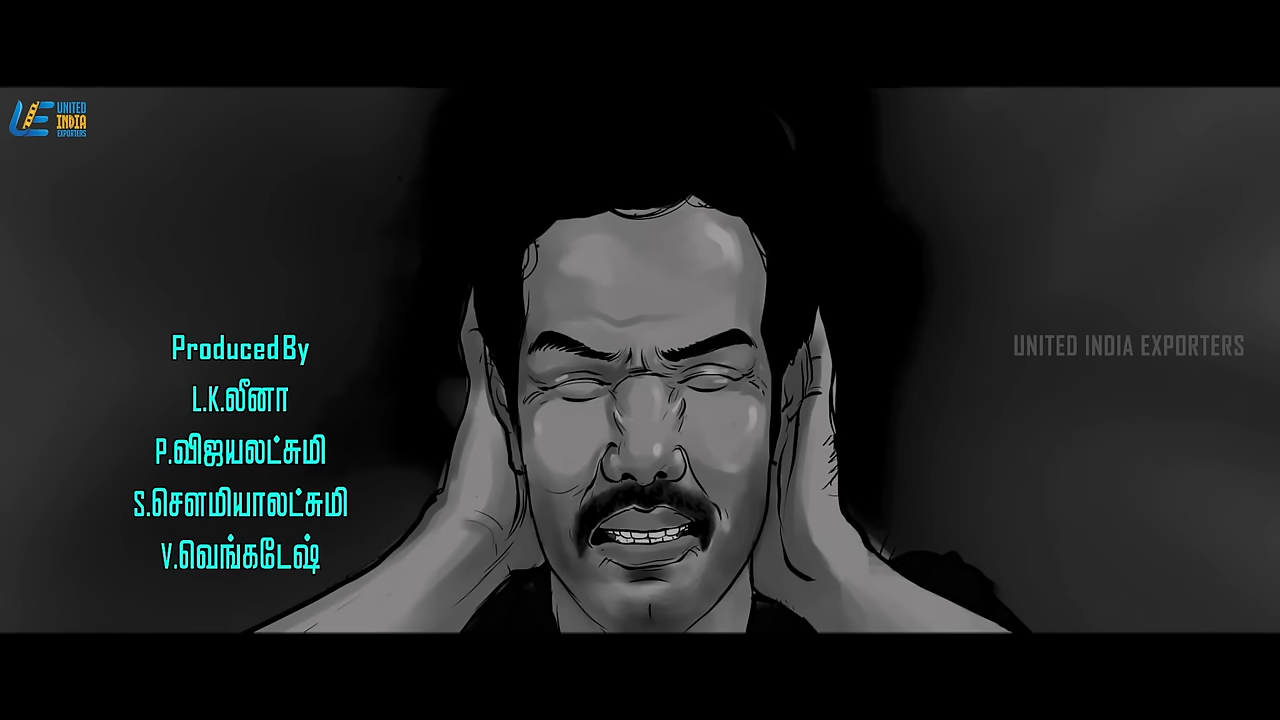 UNITED
INDIA
EXPORTERS
Produced By
L.K.லீனா
P.விஜயலட்சுமி
S.சௌமியாலட்சுமி
V.வெங்கடேஷ்
UNITED INDIA EXPORTERS